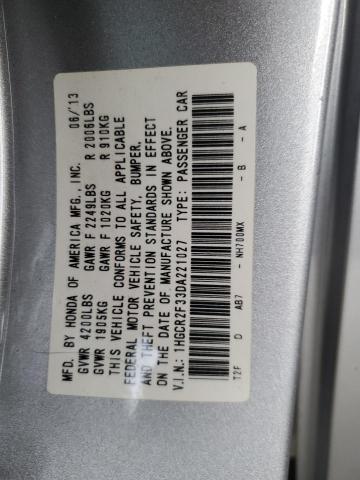 MFD. BY HONDA OF AMERICA MFG., INC. 06/13
GVWR 4200LBS GAWR F 2249LBS R 2006LBS
GVWR 1905KG GAWR F 1020KG R 910KG
THIS VEHICLE CONFORMS TO ALL APPLICABLE
FEDERAL MOTOR VEHICLE SAFETY, BUMPER,
AND THEFT PREVENTION STANDARDS IN EFFECT
ON THE DATE OF MANUFACTURE SHOWN ABOVE.
V.I.N.: 1HGCR2F33DA221027 TYPE: PASSENGER CAR
T2F D AB7 - NH700MX - B - A